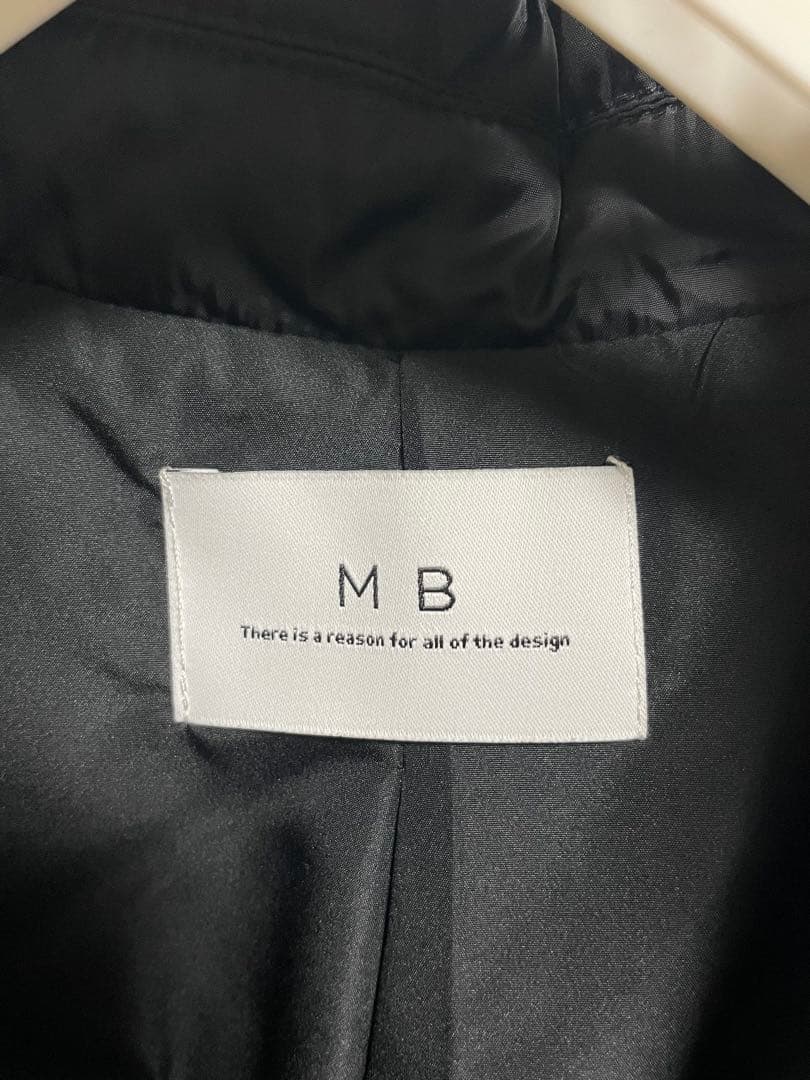 M B
There is a reason for all of the design